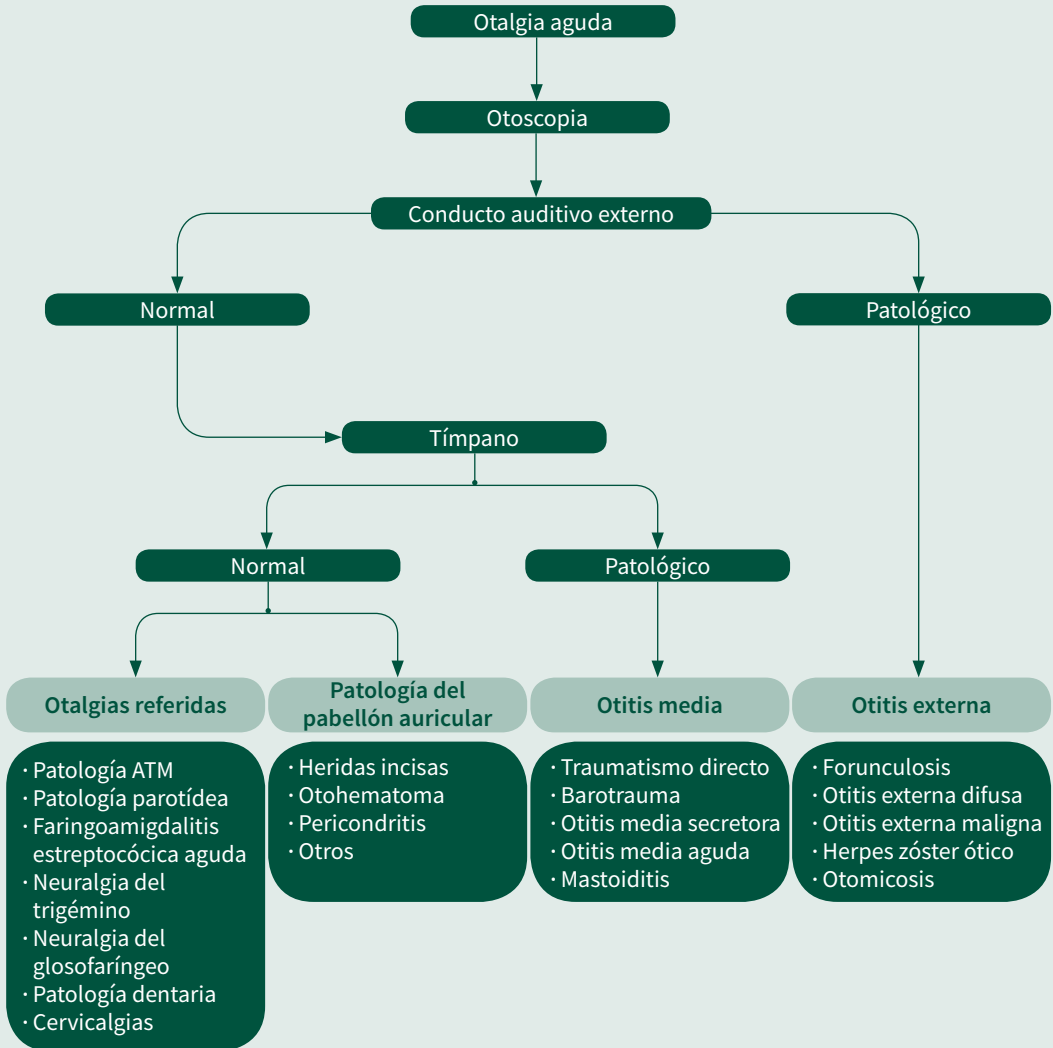 Otalgia aguda
Otoscopia
Conducto auditivo externo
Normal
Patológico
Tímpano
Normal
Patológico
Otalgias referidas
· Patología ATM
· Patología parotídea
· Faringoamigdalitis
estreptocócica aguda
· Neuralgia del
trigémino
· Neuralgia del
glosofaríngeo
· Patología dentaria
· Cervicalgias
Patología del
pabellón auricular
· Heridas incisas
· Otohematoma
· Pericondritis
· Otros
Otitis media
· Traumatismo directo
· Barotrauma
· Otitis media secretora
· Otitis media aguda
· Mastoiditis
Otitis externa
· Forunculosis
· Otitis externa difusa
· Otitis externa maligna
· Herpes zóster ótico
· Otomicosis